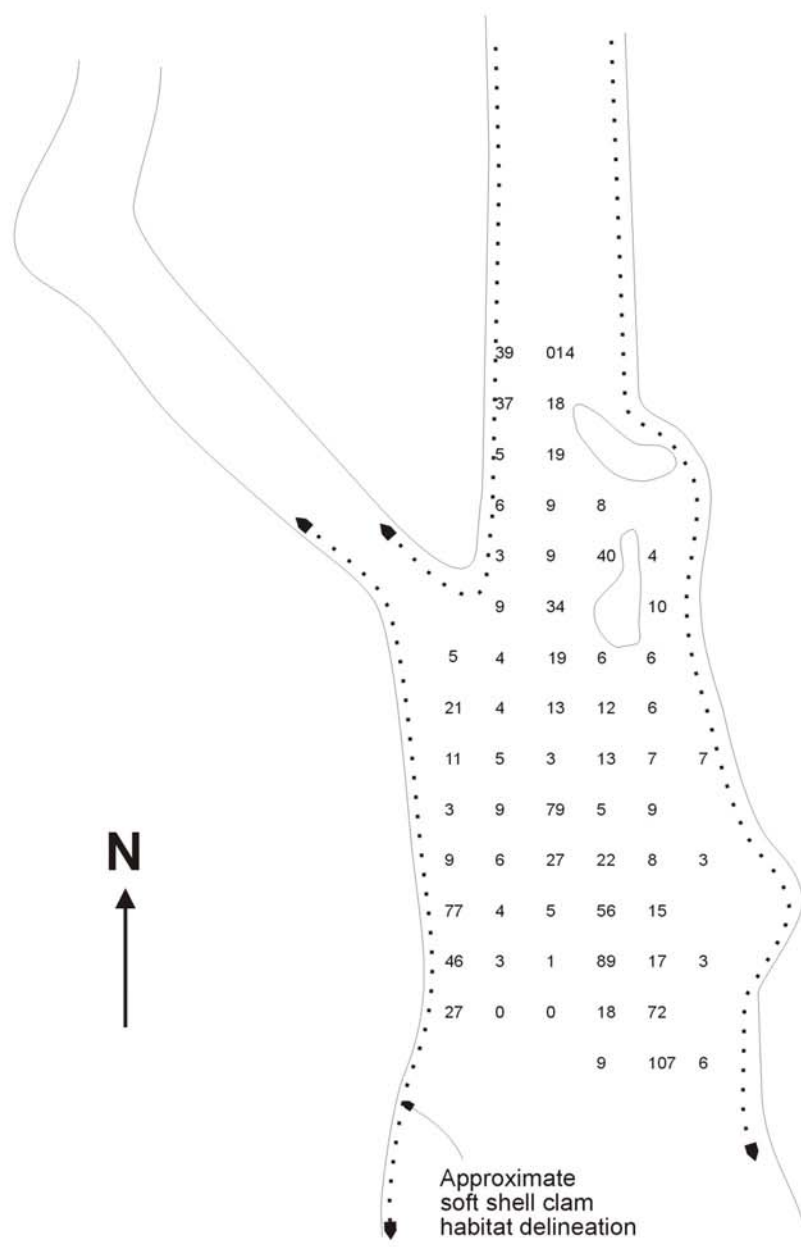 39 014
37 18
5 19
6 9 8
3 9 40 4
9 34 10
5 4 19 6 6
21 4 13 12 6
11 5 3 13 7 7
3 9 79 5 9
N
9 6 27 22 8 3
77 4 5 56 15
46 3 1 89 17 3
27 0 0 18 72
9 107 6
Approximate
soft shell clam
habitat delineation